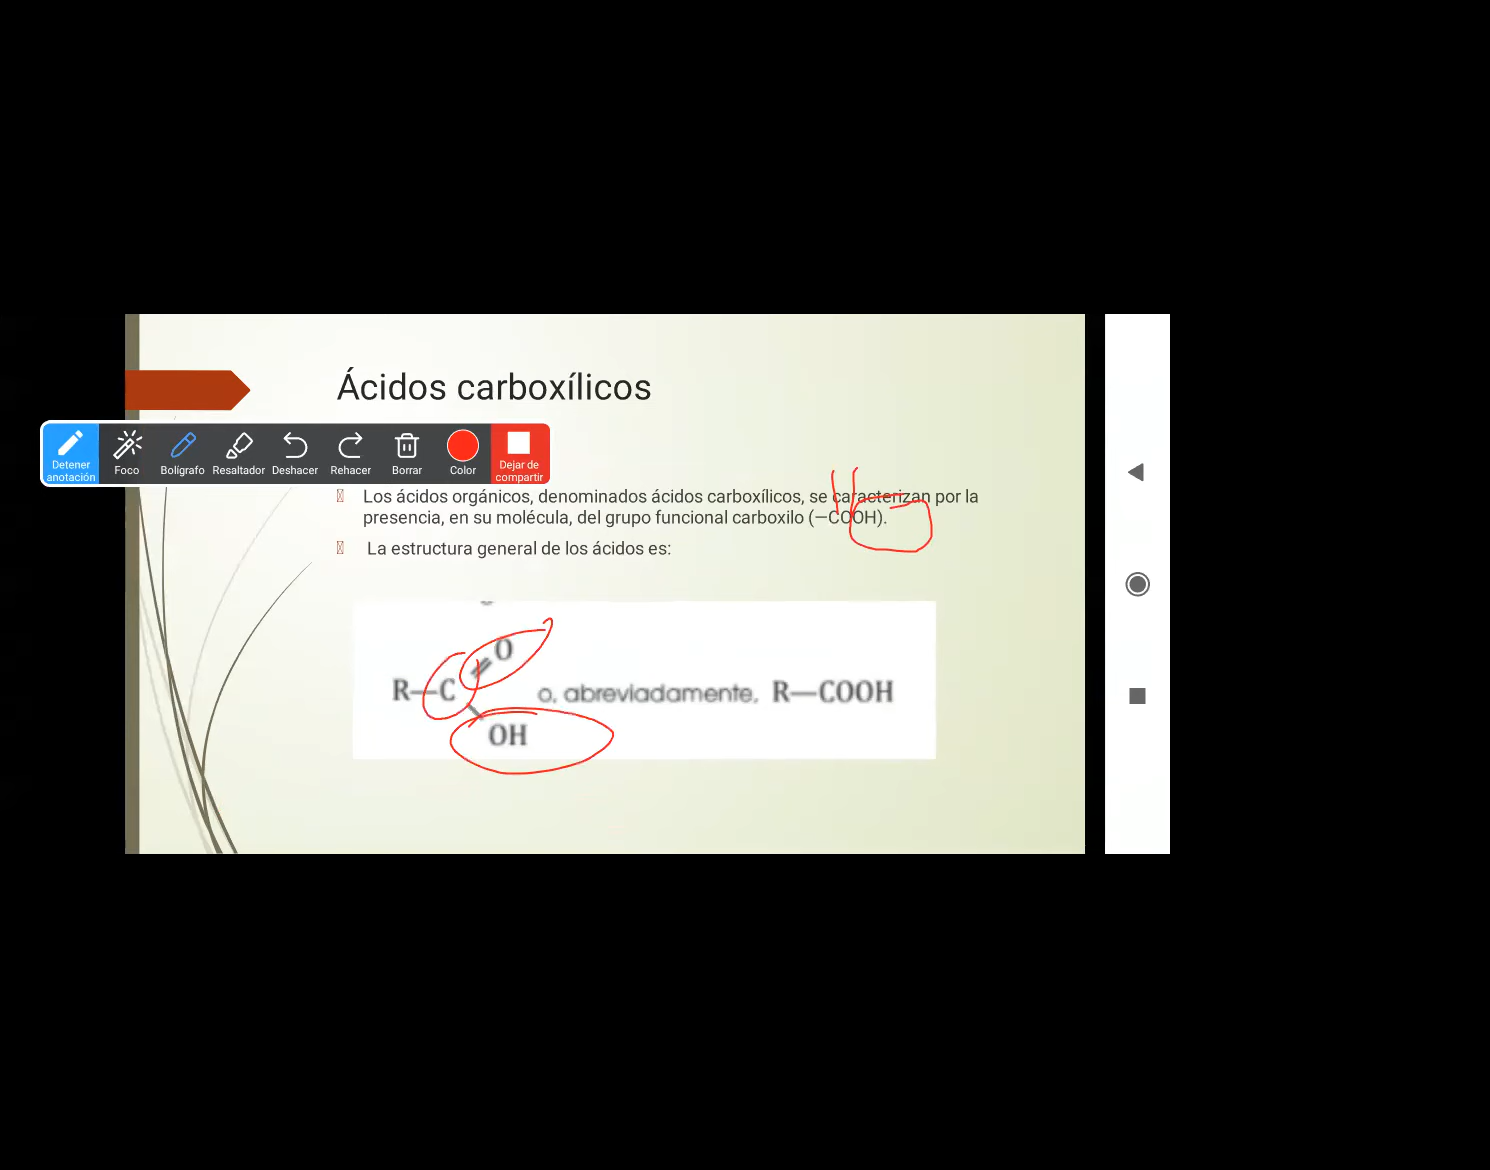 Ácidos carboxílicos
Detener anotación
Foco
Bolígrafo
Resaltador
Deshacer
Rehacer
Borrar
Color
Dejar de compartir
Los ácidos orgánicos, denominados ácidos carboxílicos, se caracterizan por la
presencia, en su molécula, del grupo funcional carboxilo (—COOH).
La estructura general de los ácidos es:
O
R—C o, abreviadamente, R—COOH
OH